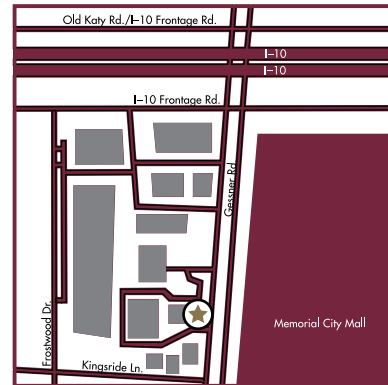 Old Katy Rd./I–10 Frontage Rd.
I–10
I–10
I–10 Frontage Rd.
Gessner Rd.
Frostwood Dr.
Memorial City Mall
Kingsride Ln.